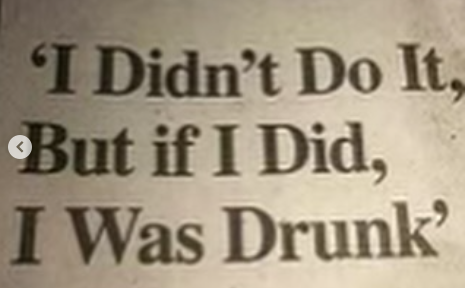 ‘I Didn’t Do It,
But if I Did,
I Was Drunk’